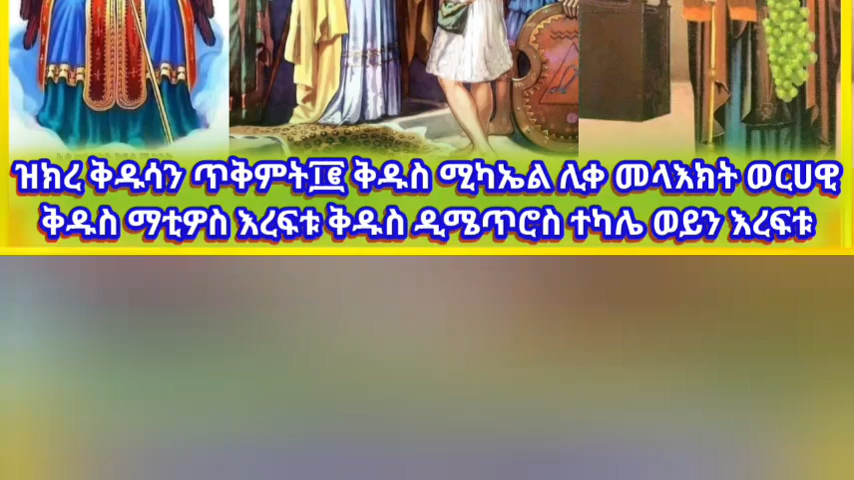 ዝክረ ቅዱሳን ጥቅምት፲፪ ቅዱስ ሚካኤል ሊቀ መላእክት ወርሀዊ
ቅዱስ ማቲዎስ እረፍቱ ቅዱስ ዲሜጥሮስ ተካሌ ወይን እረፍቱ